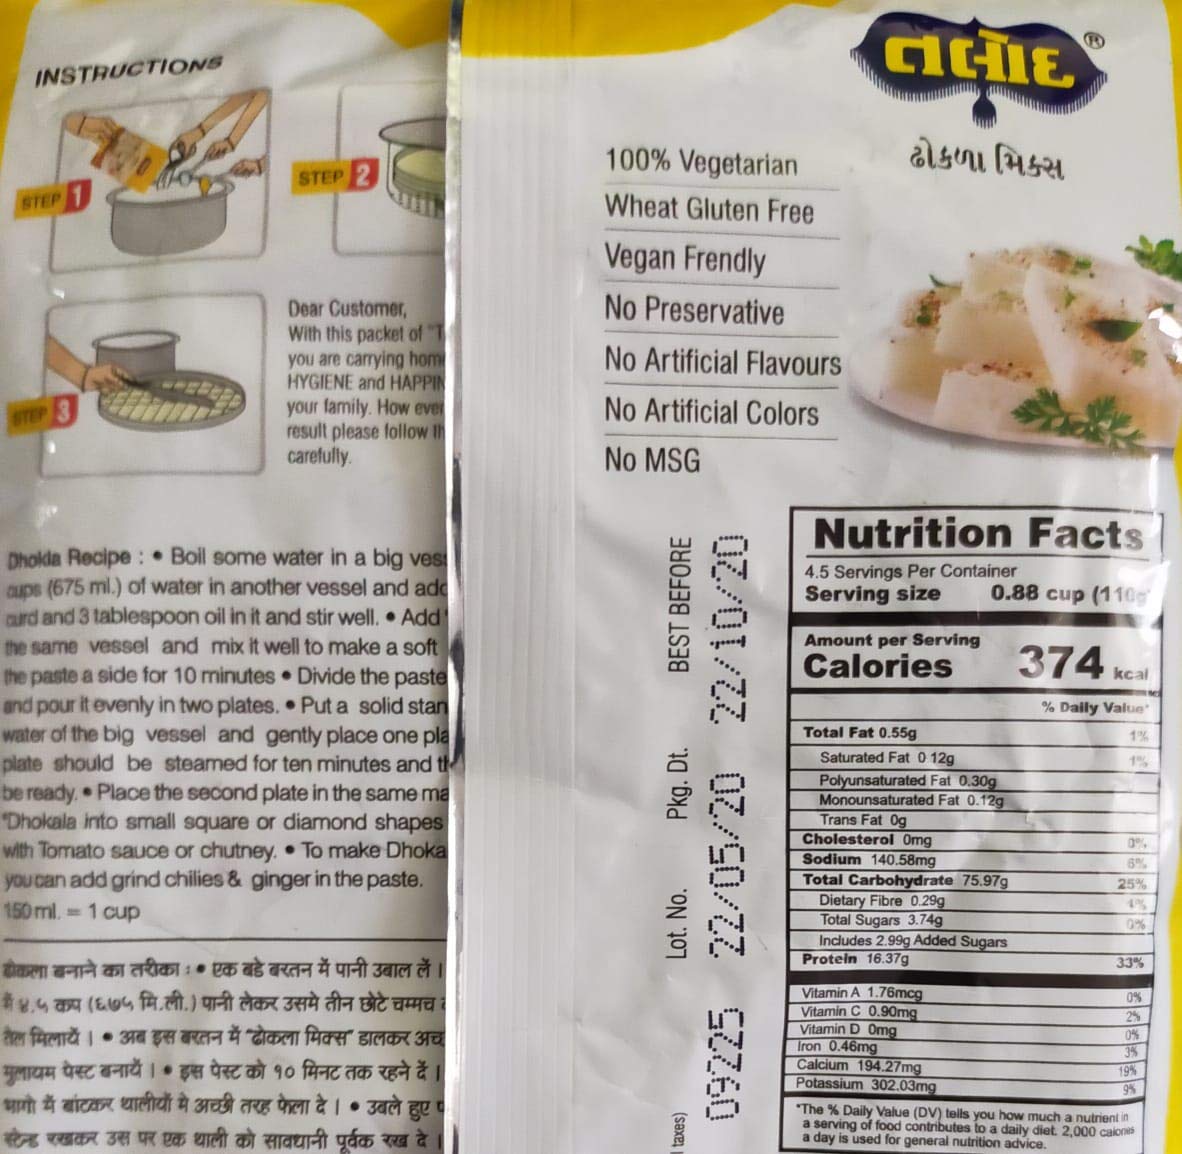 INSTRUCTIONS
STEP 1
STEP 2
STEP 3
Dear Customer,
With this packet of "T
you are carrying hom
HYGIENE and HAPPIN
your family. How ever
result please follow th
carefully.
Dhokla Recipe : • Boil some water in a big vess
cups (675 ml.) of water in another vessel and add
curd and 3 tablespoon oil in it and stir well. • Add "
the same vessel and mix it well to make a soft
the paste a side for 10 minutes • Divide the paste
and pour it evenly in two plates. • Put a solid stan
water of the big vessel and gently place one pla
plate should be steamed for ten minutes and th
be ready. • Place the second plate in the same ma
"Dhokala into small square or diamond shapes
with Tomato sauce or chutney. • To make Dhoka
you can add grind chilies & ginger in the paste.
150 ml. = 1 cup
ढोकला बनाने का तरीका : • एक बडे बरतन में पानी उबाल लें ।
में ४.५ कप (६७५ मि.ली.) पानी लेकर उसमे तीन छोटे चम्मच
तेल मिलायें । • अब इस बरतन में "ढोकला मिक्स" डालकर अच
मुलायम पेस्ट बनायें । • इस पेस्ट को १० मिनट तक रहने दें ।
भागो में बांटकर थालीयों मे अच्छी तरह फेला दे । • उबले हुए प
स्टेन्ड रखकर उस पर एक थाली को सावधानी पूर्वक रख दे ।
તલોદ ®
ઢોકળા મિક્સ
100% Vegetarian
Wheat Gluten Free
Vegan Frendly
No Preservative
No Artificial Flavours
No Artificial Colors
No MSG
BEST BEFORE 22/10/20
Pkg. Dt. 22/05/20
Lot. No. 09Z25
taxes)
Nutrition Facts
4.5 Servings Per Container
Serving size 0.88 cup (110g
Amount per Serving
Calories 374 kcal
% Daily Value*
Total Fat 0.55g 1%
Saturated Fat 0 12g 1%
Polyunsaturated Fat 0.30g
Monounsaturated Fat 0.12g
Trans Fat 0g
Cholesterol 0mg 0%
Sodium 140.58mg 6%
Total Carbohydrate 75.97g 25%
Dietary Fibre 0.29g 1%
Total Sugars 3.74g 0%
Includes 2.99g Added Sugars
Protein 16.37g 33%
Vitamin A 1.76mcg 0%
Vitamin C 0.90mg 2%
Vitamin D 0mg 0%
Iron 0.46mg 3%
Calcium 194.27mg 19%
Potassium 302.03mg 9%
*The % Daily Value (DV) tells you how much a nutrient in
a serving of food contributes to a daily diet. 2,000 calories
a day is used for general nutrition advice.